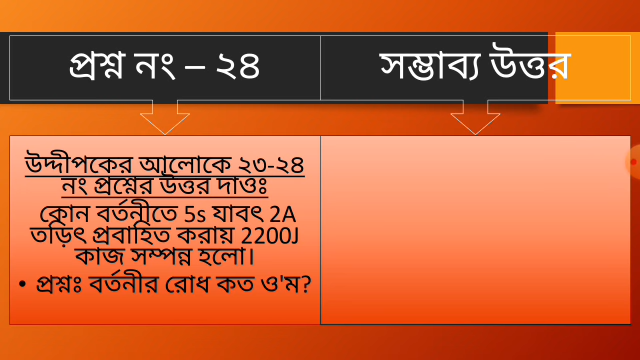 প্রশ্ন নং – ২৪
সম্ভাব্য উত্তর
উদ্দীপকের আলোকে ২৩-২৪
নং প্রশ্নের উত্তর দাওঃ
কোন বর্তনীতে 5s যাবৎ 2A
তড়িৎ প্রবাহিত করায় 2200J
কাজ সম্পন্ন হলো।
• প্রশ্নঃ বর্তনীর রোধ কত ও'ম?